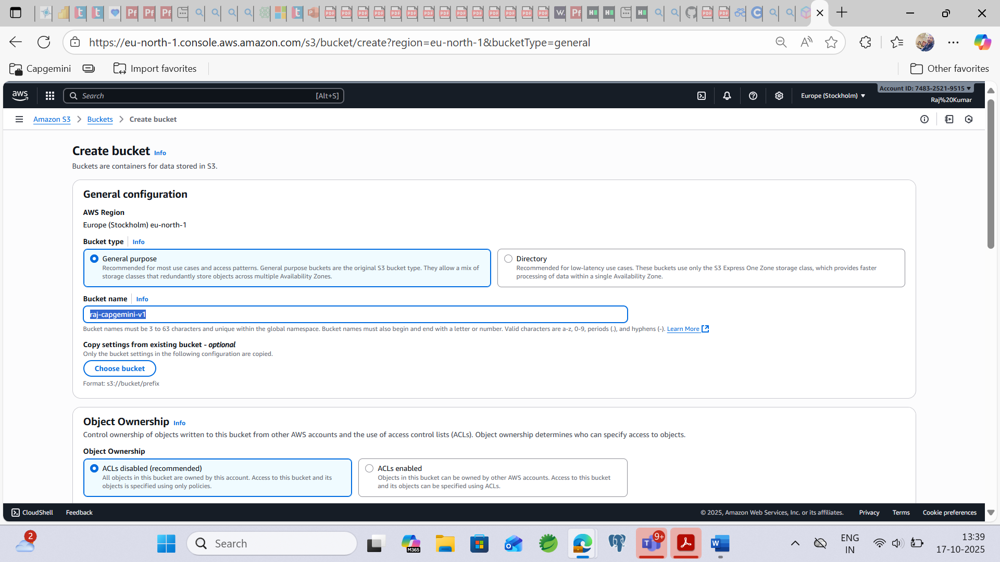 https://eu-north-1.console.aws.amazon.com/s3/bucket/create?region=eu-north-1&bucketType=general
Capgemini
Import favorites
Other favorites
aws
Search
[Alt+S]
Europe (Stockholm)
Account ID: 7483-2521-9515
Raj%20Kumar
Amazon S3
Buckets
Create bucket
Create bucket Info
Buckets are containers for data stored in S3.
General configuration
AWS Region
Europe (Stockholm) eu-north-1
Bucket type Info
General purpose
Recommended for most use cases and access patterns. General purpose buckets are the original S3 bucket type. They allow a mix of
storage classes that redundantly store objects across multiple Availability Zones.
Directory
Recommended for low-latency use cases. These buckets use only the S3 Express One Zone storage class, which provides faster
processing of data within a single Availability Zone.
Bucket name Info
raj-capgemini-v1
Bucket names must be 3 to 63 characters and unique within the global namespace. Bucket names must also begin and end with a letter or number. Valid characters are a-z, 0-9, periods (.), and hyphens (-). Learn More
Copy settings from existing bucket - optional
Only the bucket settings in the following configuration are copied.
Choose bucket
Format: s3://bucket/prefix
Object Ownership Info
Control ownership of objects written to this bucket from other AWS accounts and the use of access control lists (ACLs). Object ownership determines who can specify access to objects.
Object Ownership
ACLs disabled (recommended)
All objects in this bucket are owned by this account. Access to this bucket and its
objects is specified using only policies.
ACLs enabled
Objects in this bucket can be owned by other AWS accounts. Access to this bucket
and its objects can be specified using ACLs.
CloudShell
Feedback
© 2025, Amazon Web Services, Inc. or its affiliates.
Privacy
Terms
Cookie preferences
2
Search
M365
9+
ENG
IN
13:39
17-10-2025